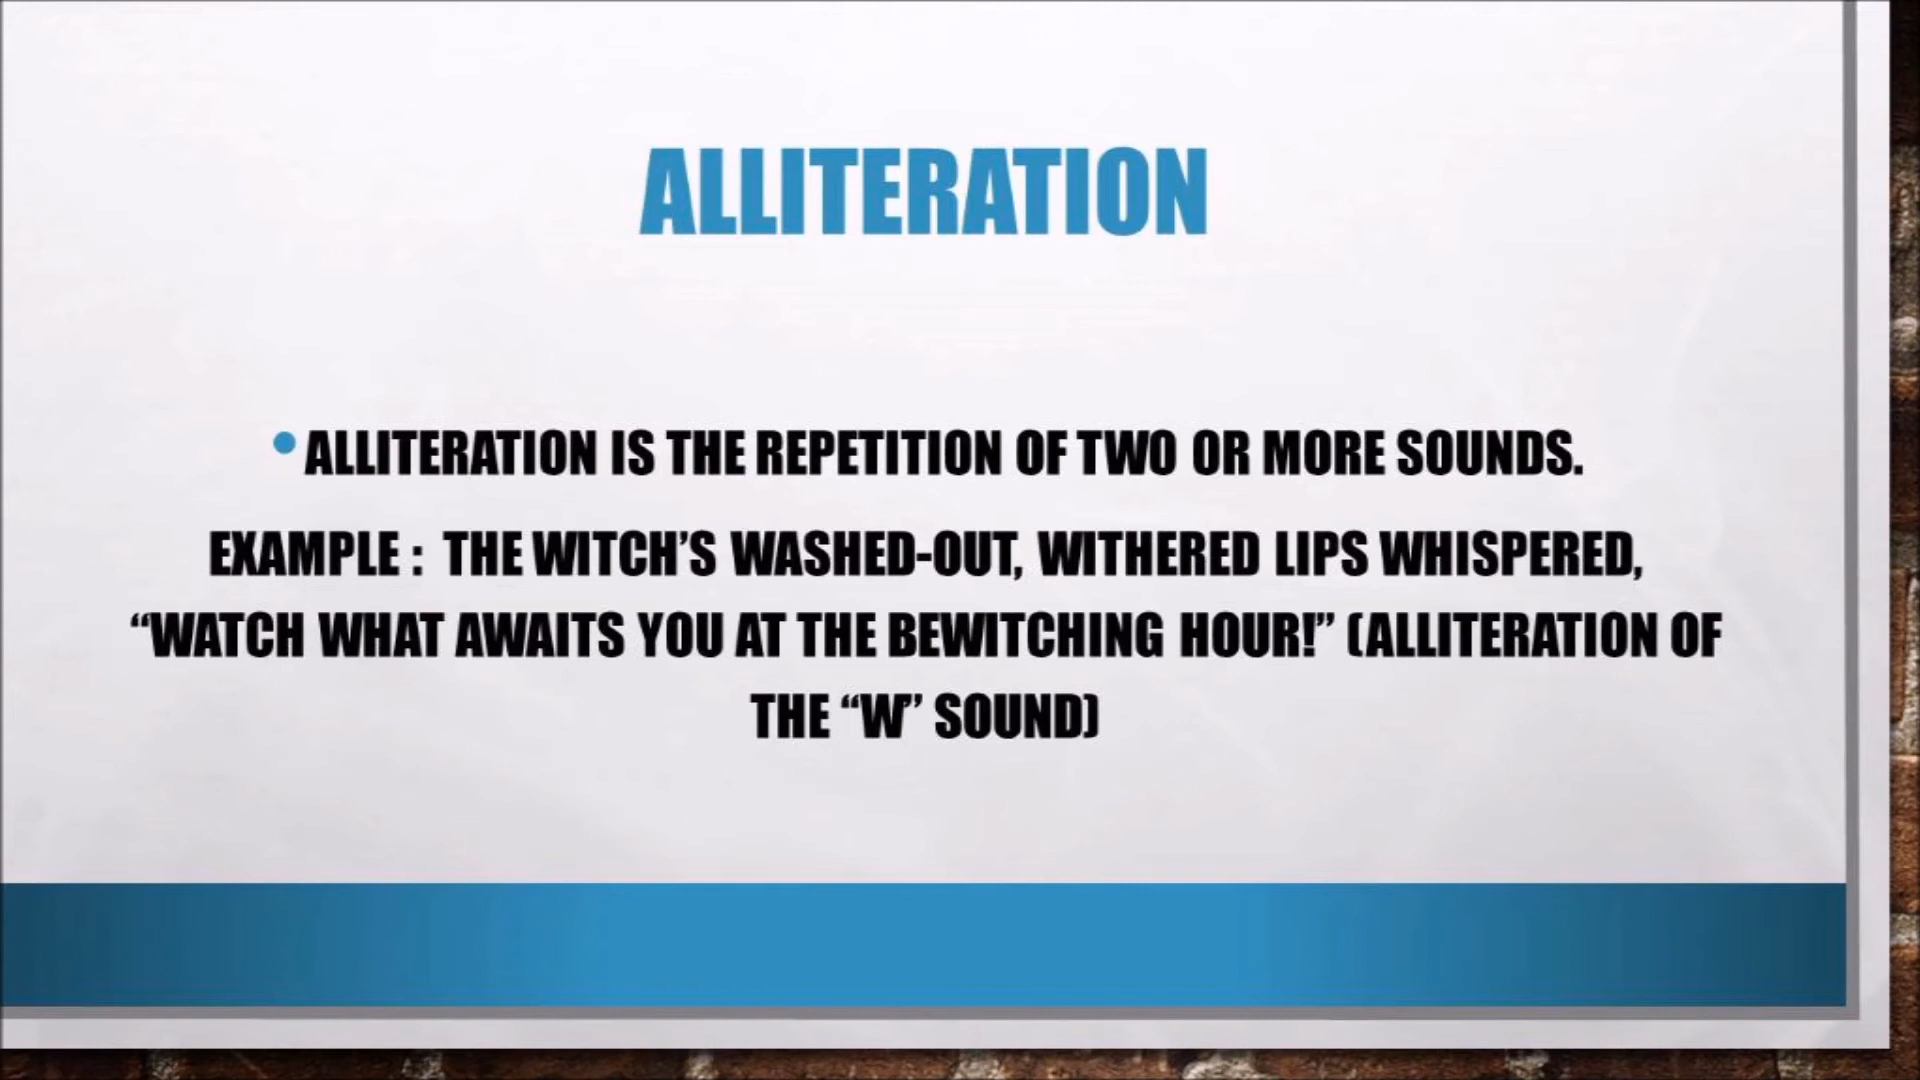 ALLITERATION
•ALLITERATION IS THE REPETITION OF TWO OR MORE SOUNDS.
EXAMPLE : THE WITCH’S WASHED-OUT, WITHERED LIPS WHISPERED,
“WATCH WHAT AWAITS YOU AT THE BEWITCHING HOUR!” (ALLITERATION OF
THE “W” SOUND)